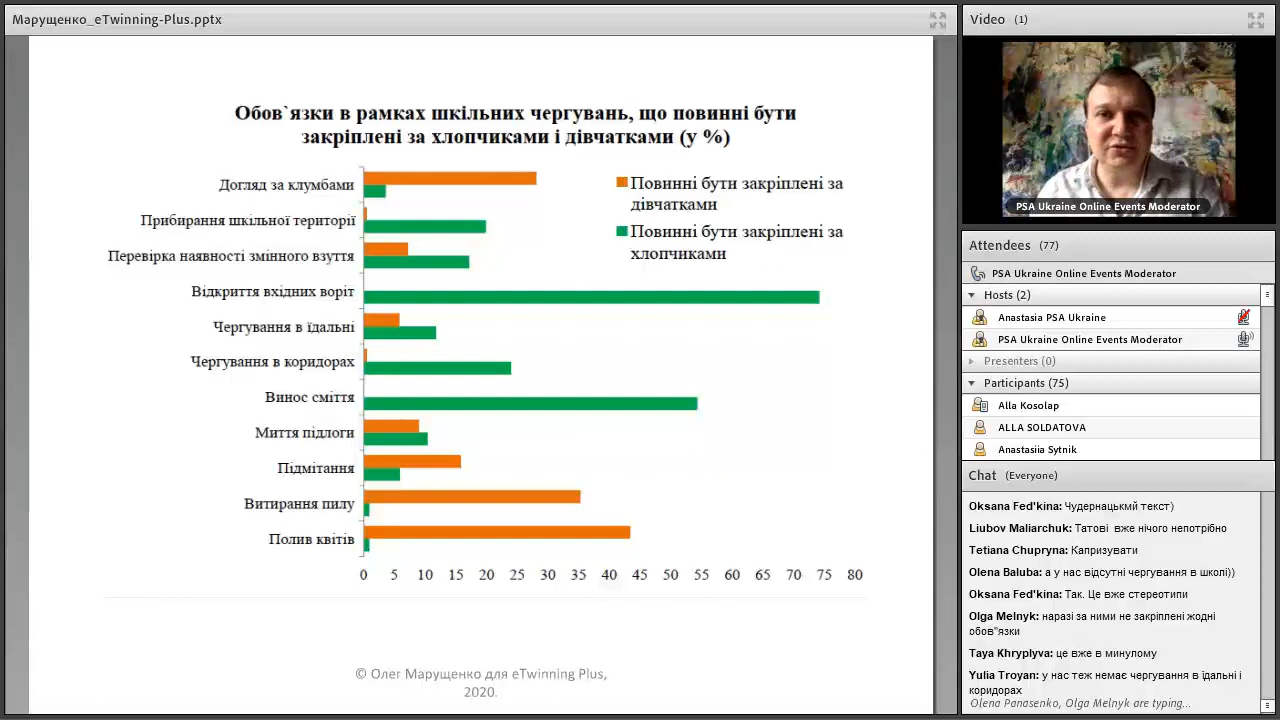 Марущенко_eTwinning-Plus.pptx
Обов`язки в рамках шкільних чергувань, що повинні бути
закріплені за хлопчиками і дівчатками (у %)
Догляд за клумбами
Прибирання шкільної території
Перевірка наявності змінного взуття
Відкриття вхідних воріт
Чергування в їдальні
Чергування в коридорах
Винос сміття
Миття підлоги
Підмітання
Витирання пилу
Полив квітів
Повинні бути закріплені за
дівчатками
Повинні бути закріплені за
хлопчиками
0 5 10 15 20 25 30 35 40 45 50 55 60 65 70 75 80
© Олег Марущенко для eTwinning Plus,
2020.
Video (1)
PSA Ukraine Online Events Moderator
Attendees (77)
PSA Ukraine Online Events Moderator
Hosts (2)
Anastasia PSA Ukraine
PSA Ukraine Online Events Moderator
Presenters (0)
Participants (75)
Alla Kosolap
ALLA SOLDATOVA
Anastasiia Sytnik
Chat (Everyone)
Oksana Fed'kina: Чудернацькмй текст)
Liubov Maliarchuk: Татові вже нічого непотрібно
Tetiana Chupryna: Капризувати
Olena Baluba: а у нас відсутні чергування в школі))
Oksana Fed'kina: Так. Це вже стереотипи
Olga Melnyk: наразі за ними не закріплені жодні
обов"язки
Taya Khryplyva: це вже в минулому
Yulia Troyan: у нас теж немає чергування в їдальні і
коридорах
Olena Panasenko, Olga Melnyk are typing...